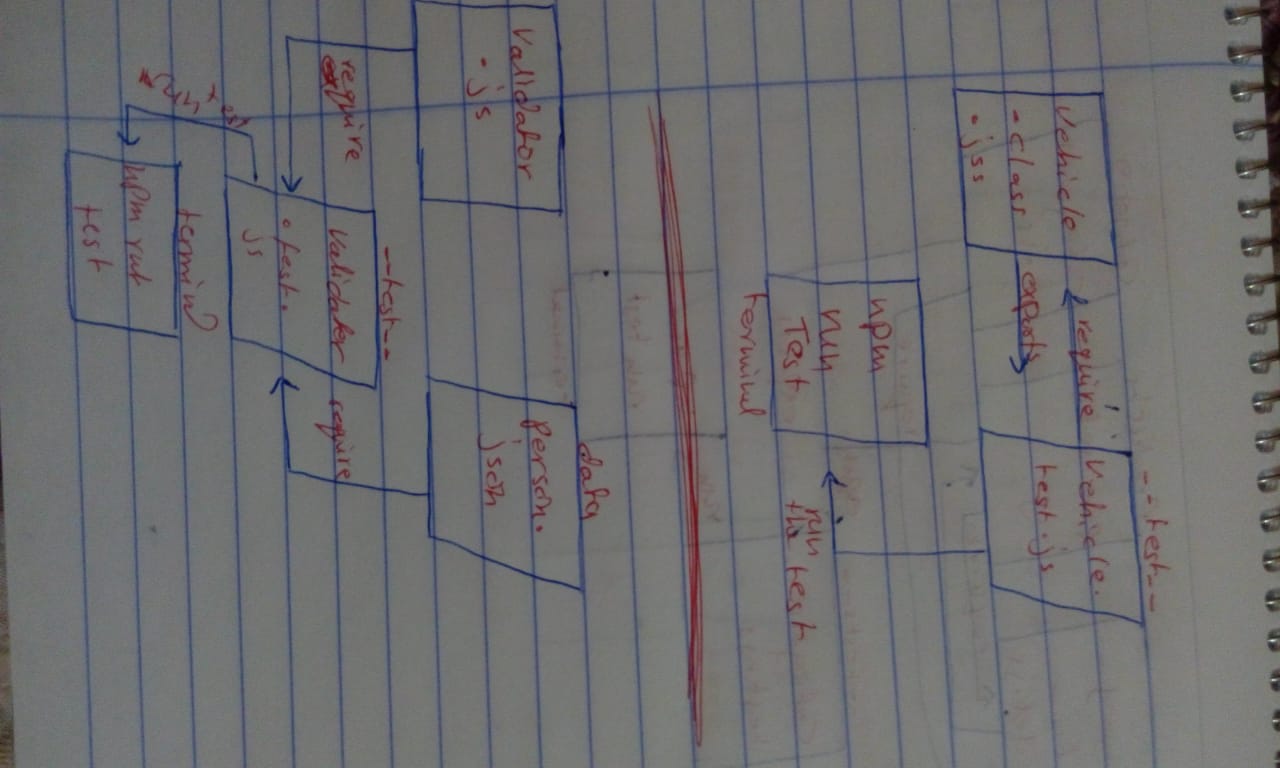 --test--
Vehicle
-class
.jss
require
exports
Vehicle.
test.js
npm
run
Test
terminal
run
the test
Validator
.js
data
person.
json
require
require
--test--
Validator
.test.
js
run test
terminal
npm run
test